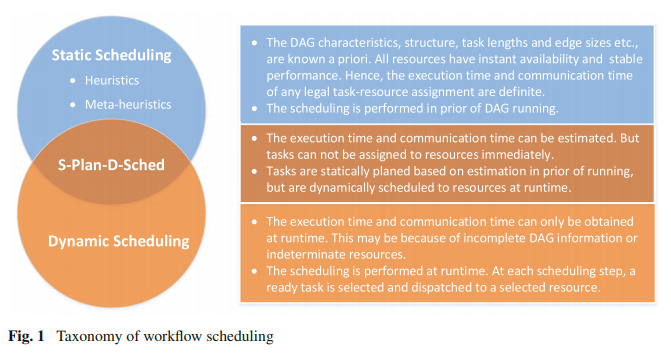 Static Scheduling
• Heuristics
• Meta-heuristics
S-Plan-D-Sched
Dynamic Scheduling
• The DAG characteristics, structure, task lengths and edge sizes etc.,
are known a priori. All resources have instant availability and stable
performance. Hence, the execution time and communication time
of any legal task-resource assignment are definite.
• The scheduling is performed in prior of DAG running.
• The execution time and communication time can be estimated. But
tasks can not be assigned to resources immediately.
• Tasks are statically planed based on estimation in prior of running,
but are dynamically scheduled to resources at runtime.
• The execution time and communication time can only be obtained
at runtime. This may be because of incomplete DAG information or
indeterminate resources.
• The scheduling is performed at runtime. At each scheduling step, a
ready task is selected and dispatched to a selected resource.
Fig. 1 Taxonomy of workflow scheduling